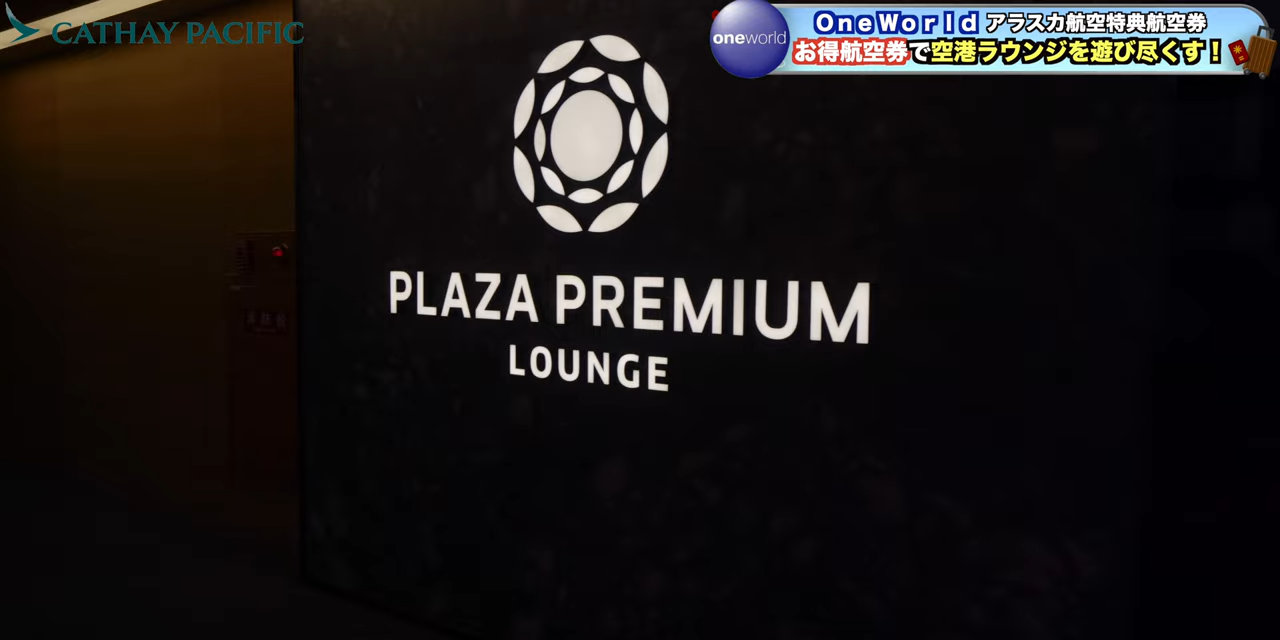 CATHAY PACIFIC
oneworld
OneWorld アラスカ航空特典航空券
お得航空券で空港ラウンジを遊び尽くす!
PLAZA PREMIUM
LOUNGE